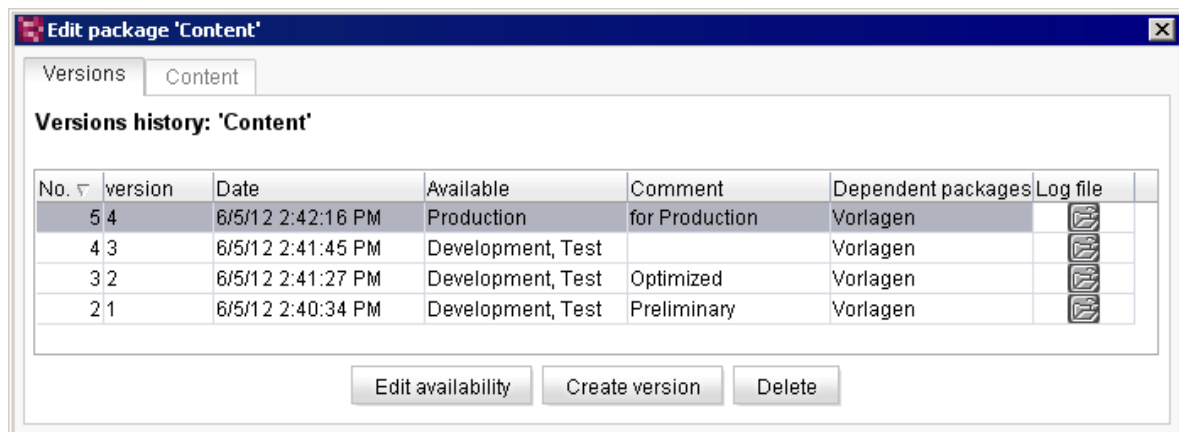 Edit package 'Content'
Versions Content
Versions history: 'Content'
No. version Date Available Comment Dependent packages Log file
5 4 6/5/12 2:42:16 PM Production for Production Vorlagen
4 3 6/5/12 2:41:45 PM Development, Test Vorlagen
3 2 6/5/12 2:41:27 PM Development, Test Optimized Vorlagen
2 1 6/5/12 2:40:34 PM Development, Test Preliminary Vorlagen
Edit availability Create version Delete